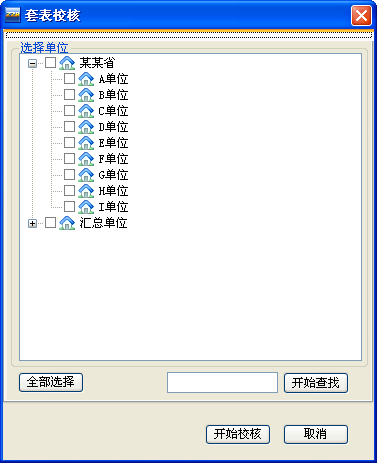 套表校核
选择单位
某某省
A单位
B单位
C单位
D单位
E单位
F单位
G单位
H单位
I单位
汇总单位
全部选择
开始查找
开始校核
取消